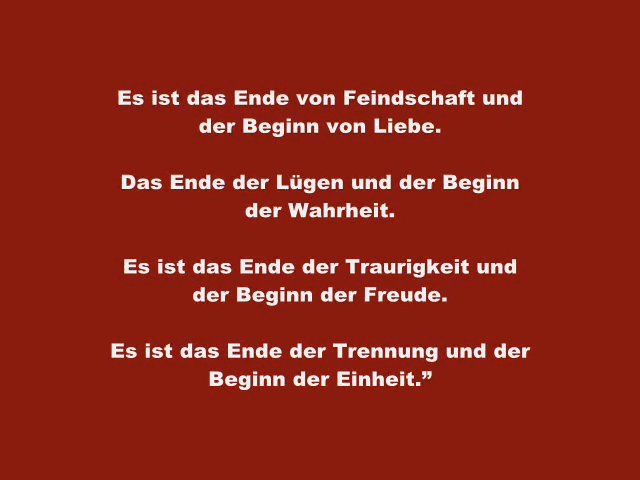 Es ist das Ende von Feindschaft und
der Beginn von Liebe.
Das Ende der Lügen und der Beginn
der Wahrheit.
Es ist das Ende der Traurigkeit und
der Beginn der Freude.
Es ist das Ende der Trennung und der
Beginn der Einheit.”